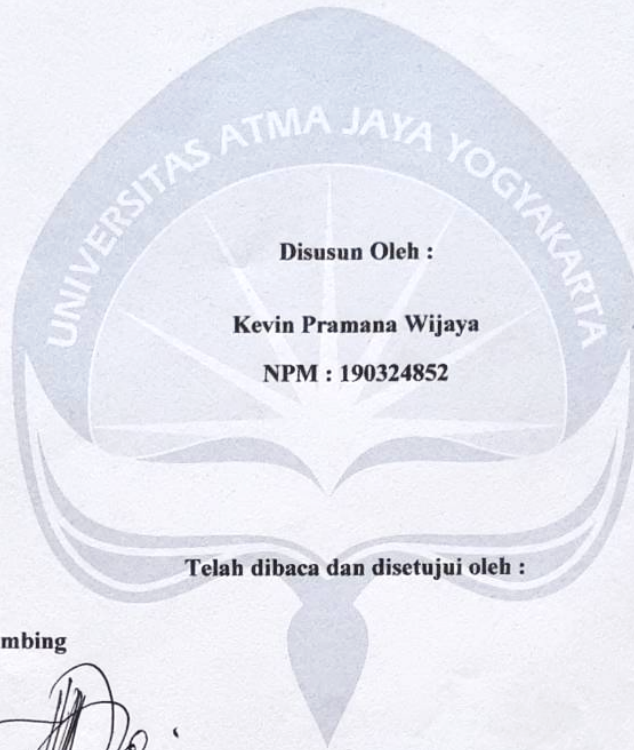 UNIVERSITAS ATMA JAYA YOGYAKARTA
Disusun Oleh :
Kevin Pramana Wijaya
NPM : 190324852
Telah dibaca dan disetujui oleh :
mbing